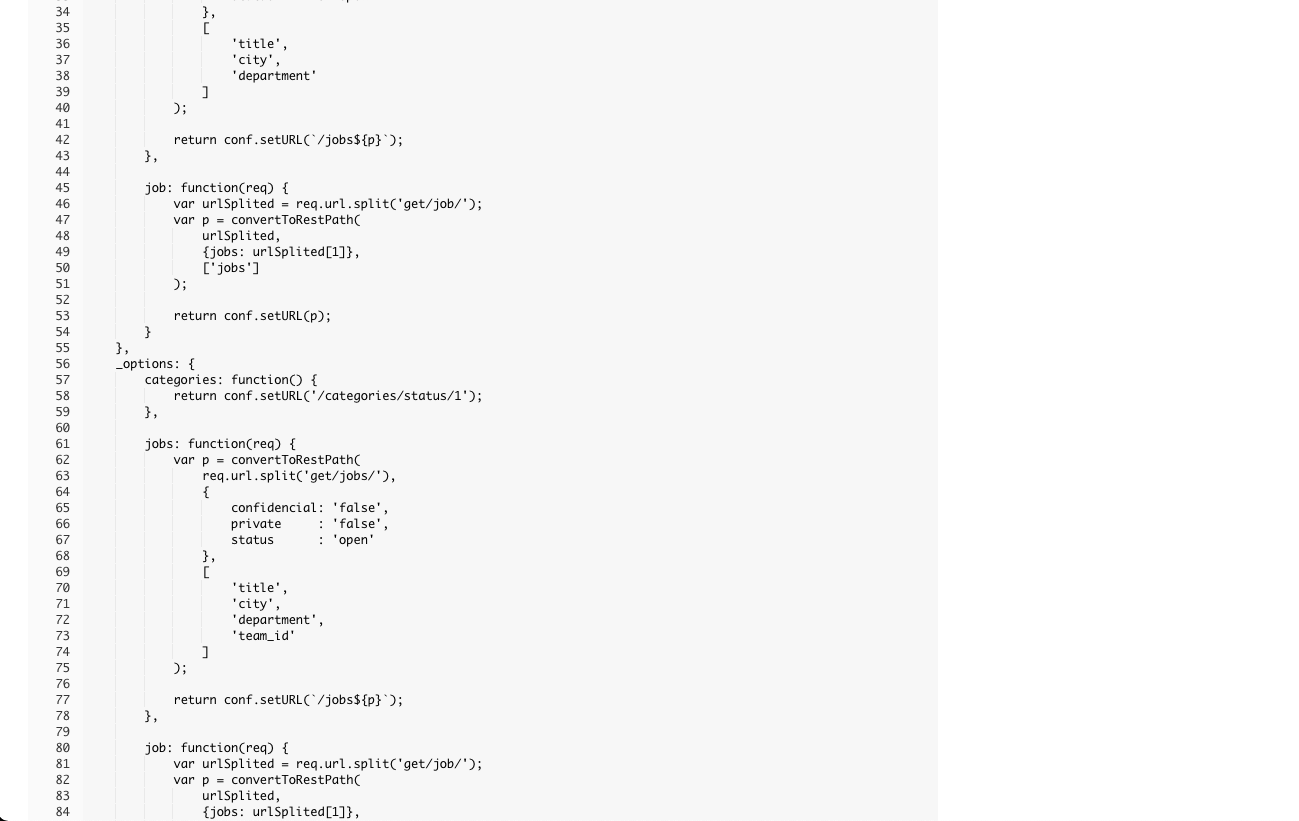 34                },
35                [
36                    'title',
37                    'city',
38                    'department'
39                ]
40            );
41
42            return conf.setURL(`/jobs${p}`);
43        },
44
45        job: function(req) {
46            var urlSplited = req.url.split('get/job/');
47            var p = convertToRestPath(
48                urlSplited,
49                {jobs: urlSplited[1]},
50                ['jobs']
51            );
52
53            return conf.setURL(p);
54        }
55    },
56    _options: {
57        categories: function() {
58            return conf.setURL('/categories/status/1');
59        },
60
61        jobs: function(req) {
62            var p = convertToRestPath(
63                req.url.split('get/jobs/'),
64                {
65                    confidencial: 'false',
66                    private     : 'false',
67                    status      : 'open'
68                },
69                [
70                    'title',
71                    'city',
72                    'department',
73                    'team_id'
74                ]
75            );
76
77            return conf.setURL(`/jobs${p}`);
78        },
79
80        job: function(req) {
81            var urlSplited = req.url.split('get/job/');
82            var p = convertToRestPath(
83                urlSplited,
84                {jobs: urlSplited[1]},